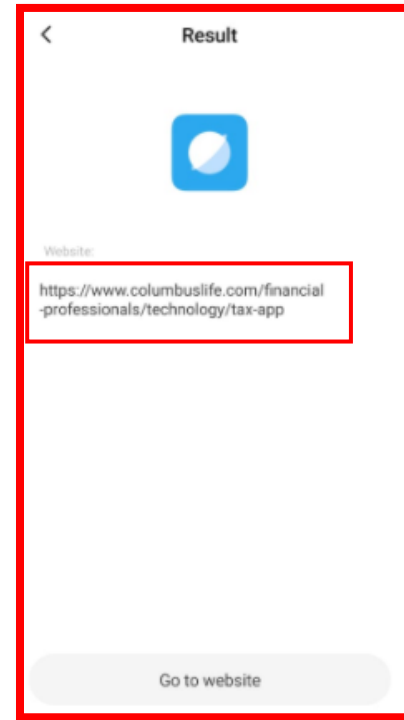 Result
Website:
https://www.columbuslife.com/financial
-professionals/technology/tax-app
Go to website